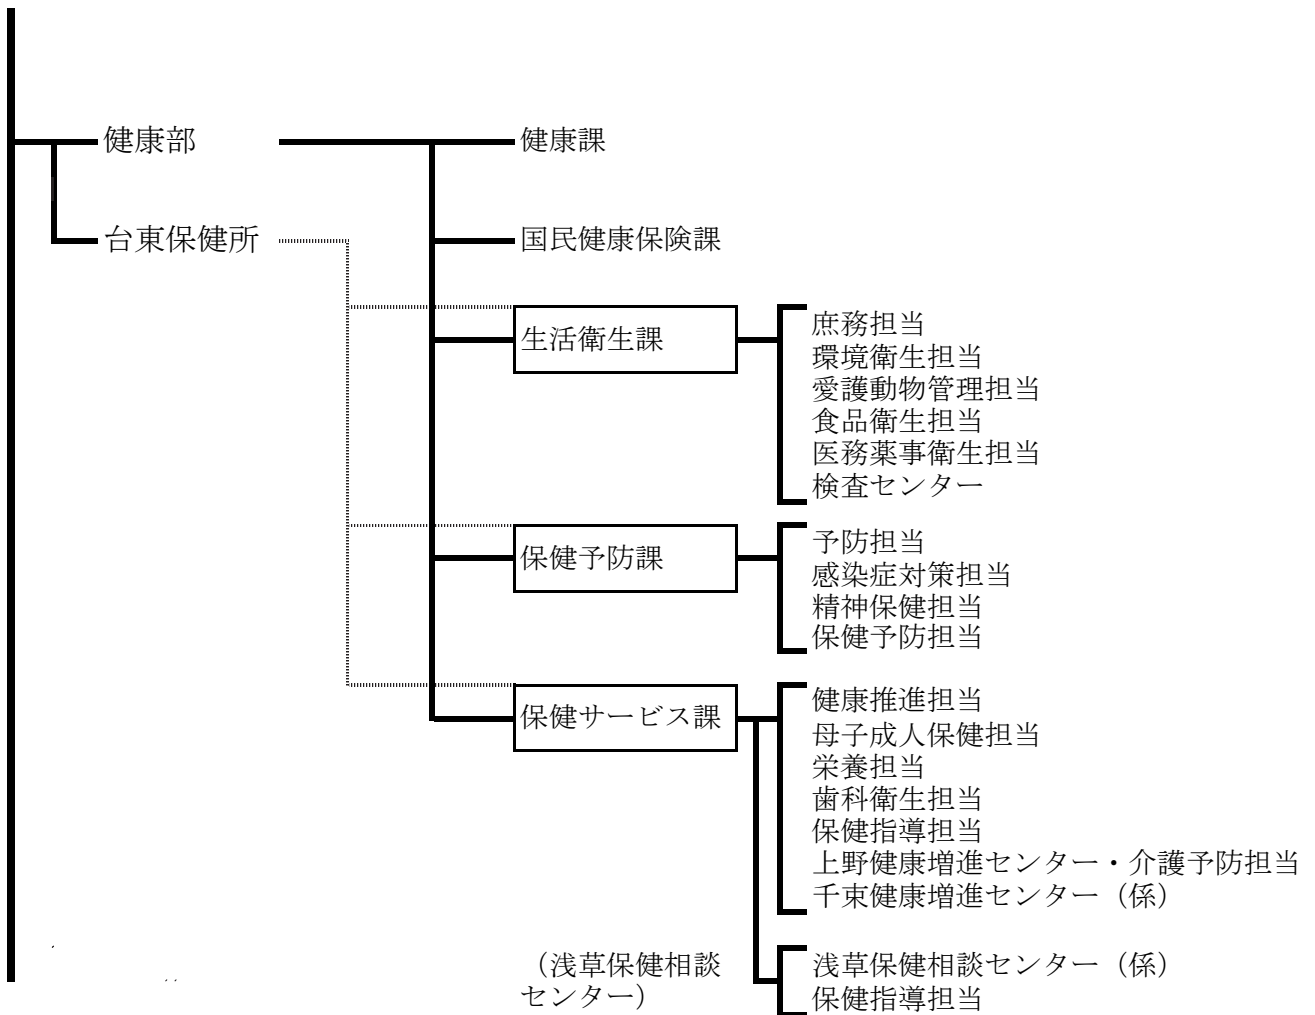 健康部
健康課
台東保健所
国民健康保険課
生活衛生課
庶務担当
環境衛生担当
愛護動物管理担当
食品衛生担当
医務薬事衛生担当
検査センター
保健予防課
予防担当
感染症対策担当
精神保健担当
保健予防担当
保健サービス課
健康推進担当
母子成人保健担当
栄養担当
歯科衛生担当
保健指導担当
上野健康増進センター・介護予防担当
千束健康増進センター（係）
（浅草保健相談
センター）
浅草保健相談センター（係）
保健指導担当